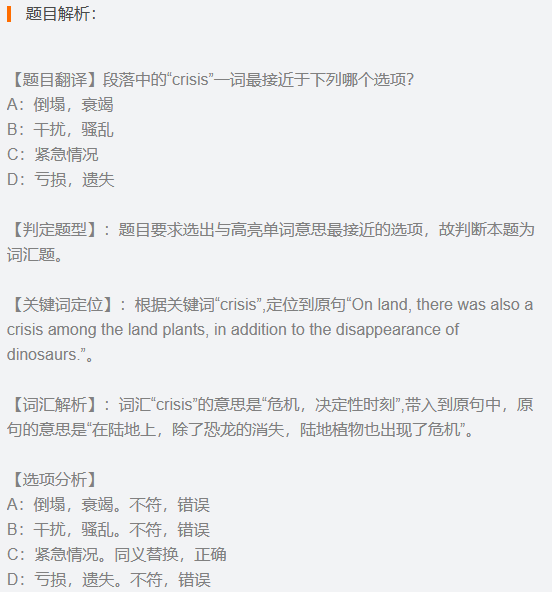 题目解析：
【题目翻译】段落中的“crisis”一词最接近于下列哪个选项？
A：倒塌，衰竭
B：干扰，骚乱
C：紧急情况
D：亏损，遗失
【判定题型】：题目要求选出与高亮单词意思最接近的选项，故判断本题为
词汇题。
【关键词定位】：根据关键词“crisis”,定位到原句“On land, there was also a
crisis among the land plants, in addition to the disappearance of
dinosaurs.”。
【词汇解析】：词汇“crisis”的意思是“危机，决定性时刻”,带入到原句中，原
句的意思是“在陆地上，除了恐龙的消失，陆地植物也出现了危机”。
【选项分析】
A：倒塌，衰竭。不符，错误
B：干扰，骚乱。不符，错误
C：紧急情况。同义替换，正确
D：亏损，遗失。不符，错误